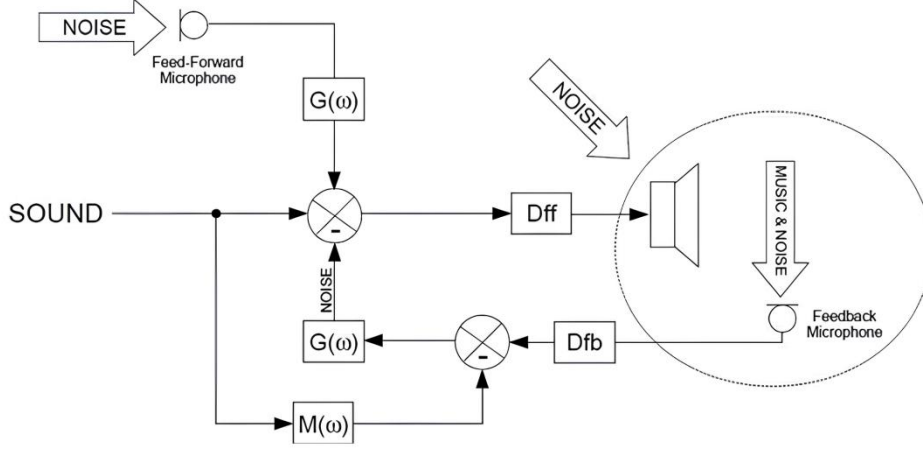 NOISE
Feed-Forward
Microphone
G(ω)
NOISE
SOUND
-
Dff
MUSIC & NOISE
NOISE
G(ω)
-
Dfb
Feedback
Microphone
M(ω)